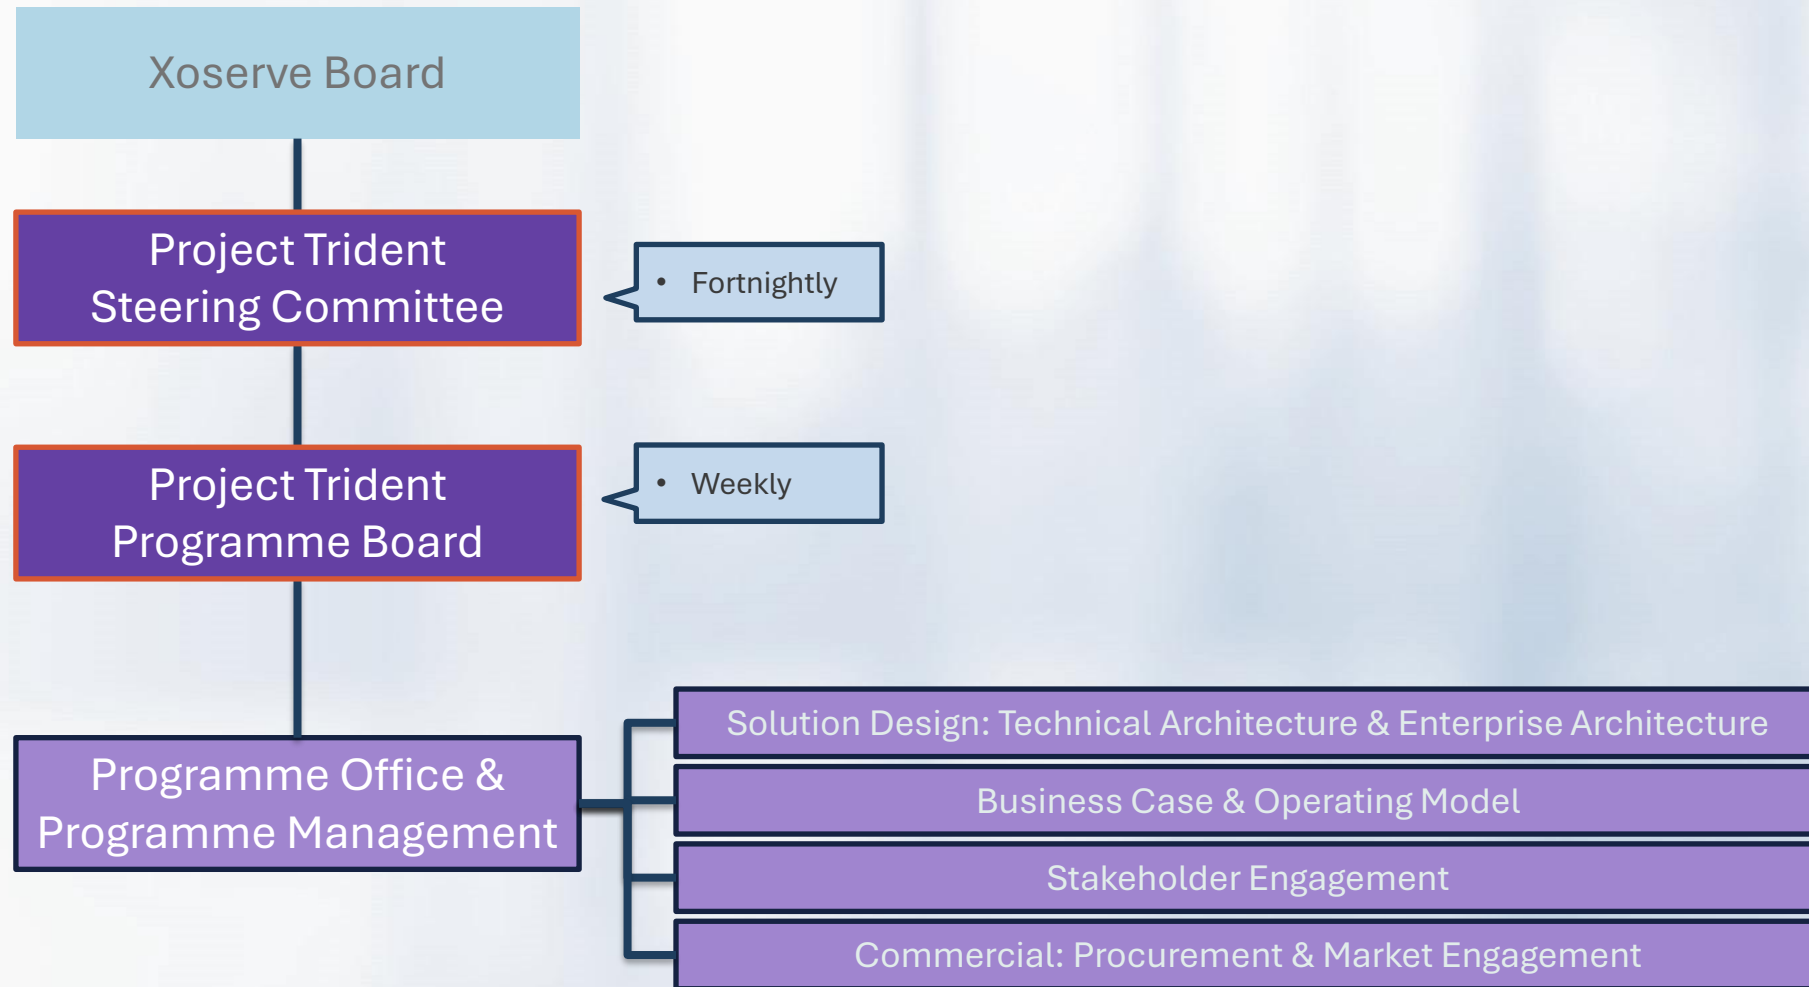 Xoserve Board
Project Trident
Steering Committee
• Fortnightly
Project Trident
Programme Board
• Weekly
Programme Office &
Programme Management
Solution Design: Technical Architecture & Enterprise Architecture
Business Case & Operating Model
Stakeholder Engagement
Commercial: Procurement & Market Engagement